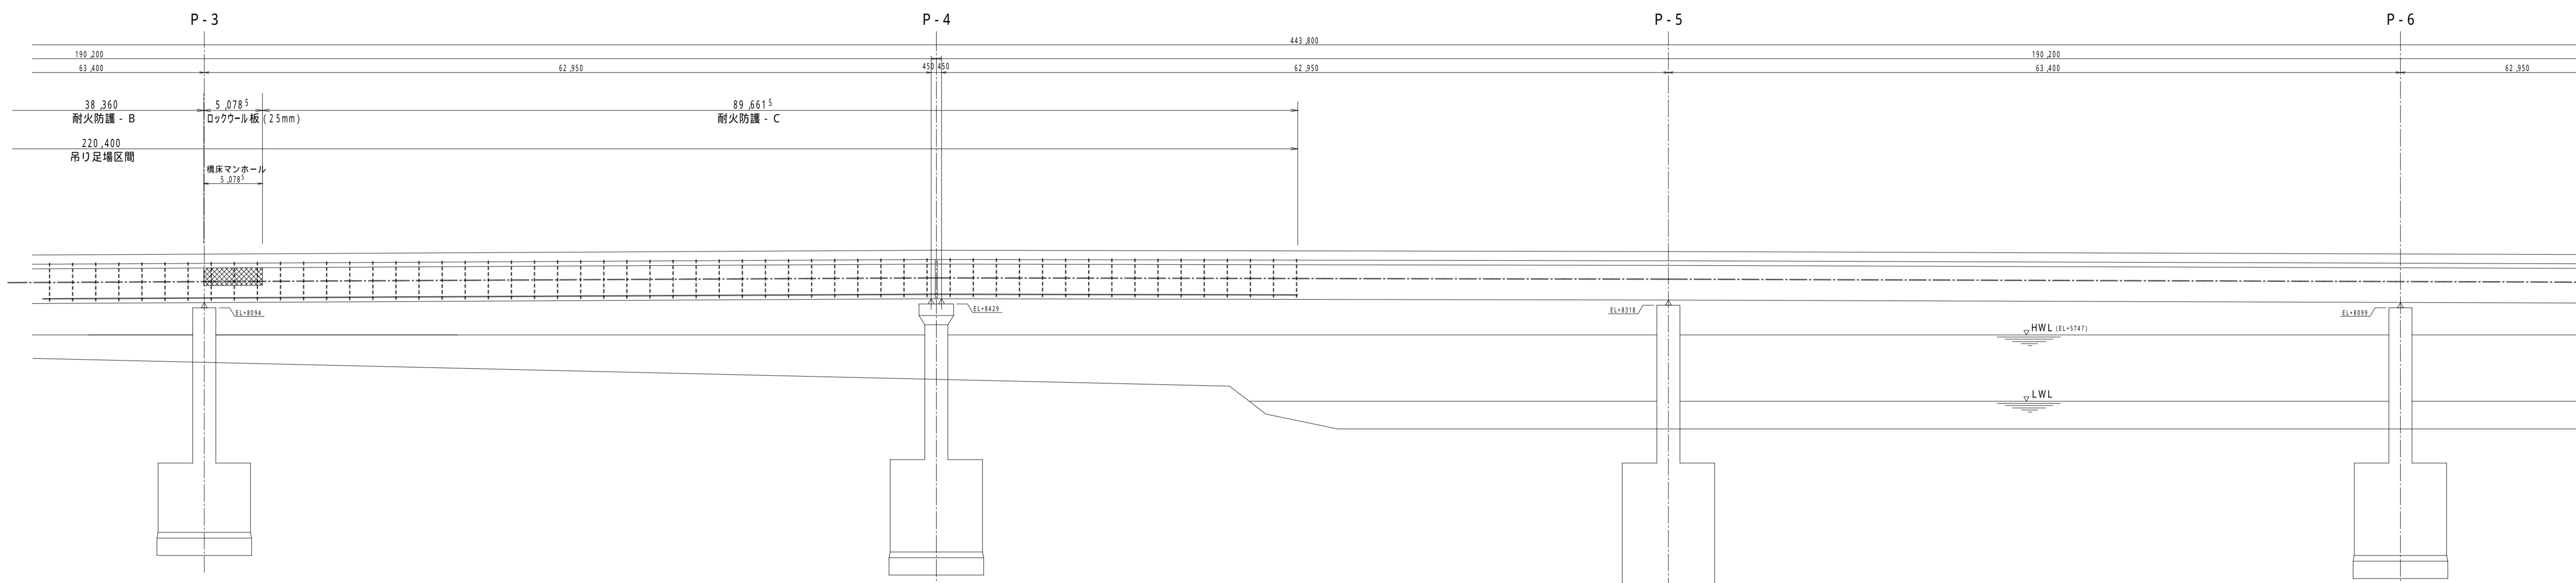 P - 3
P - 4
P - 5
P - 6
443 ,800
190 ,200
190 ,200
63 ,400
62 ,950
450 450
62 ,950
63 ,400
62 ,950
38 ,360
5 ,078⁵
89 ,661⁵
耐火防護 - B
ロックウール板 (25mm)
耐火防護 - C
220 ,400
吊り足場区間
橋床マンホール
5 ,078⁵
EL+8094
EL+8429
EL+8318
EL+8099
HWL (EL+5747)
LWL